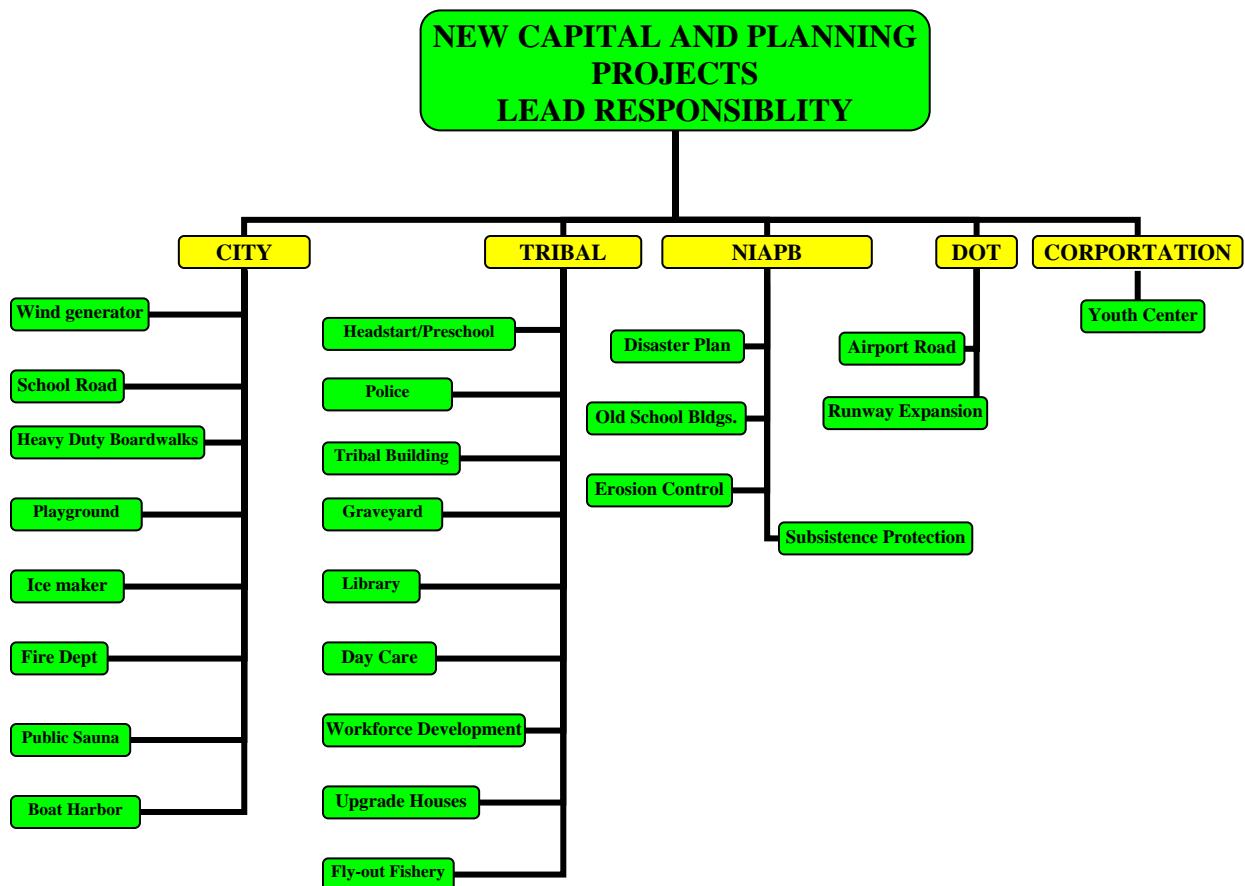 NEW CAPITAL AND PLANNING
PROJECTS
LEAD RESPONSIBLITY
CITY
Wind generator
School Road
Heavy Duty Boardwalks
Playground
Ice maker
Fire Dept
Public Sauna
Boat Harbor
TRIBAL
Headstart/Preschool
Police
Tribal Building
Graveyard
Library
Day Care
Workforce Development
Upgrade Houses
Fly-out Fishery
NIAPB
Disaster Plan
Old School Bldgs.
Erosion Control
Subsistence Protection
DOT
Airport Road
Runway Expansion
CORPORTATION
Youth Center